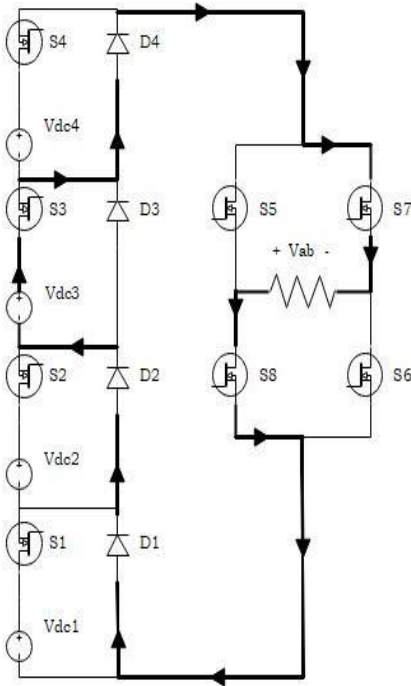 S4
D4
Vdc4
S3
D3
S5
S7
+ Vab -
Vdc3
S2
D2
S8
S6
Vdc2
S1
D1
Vdc1